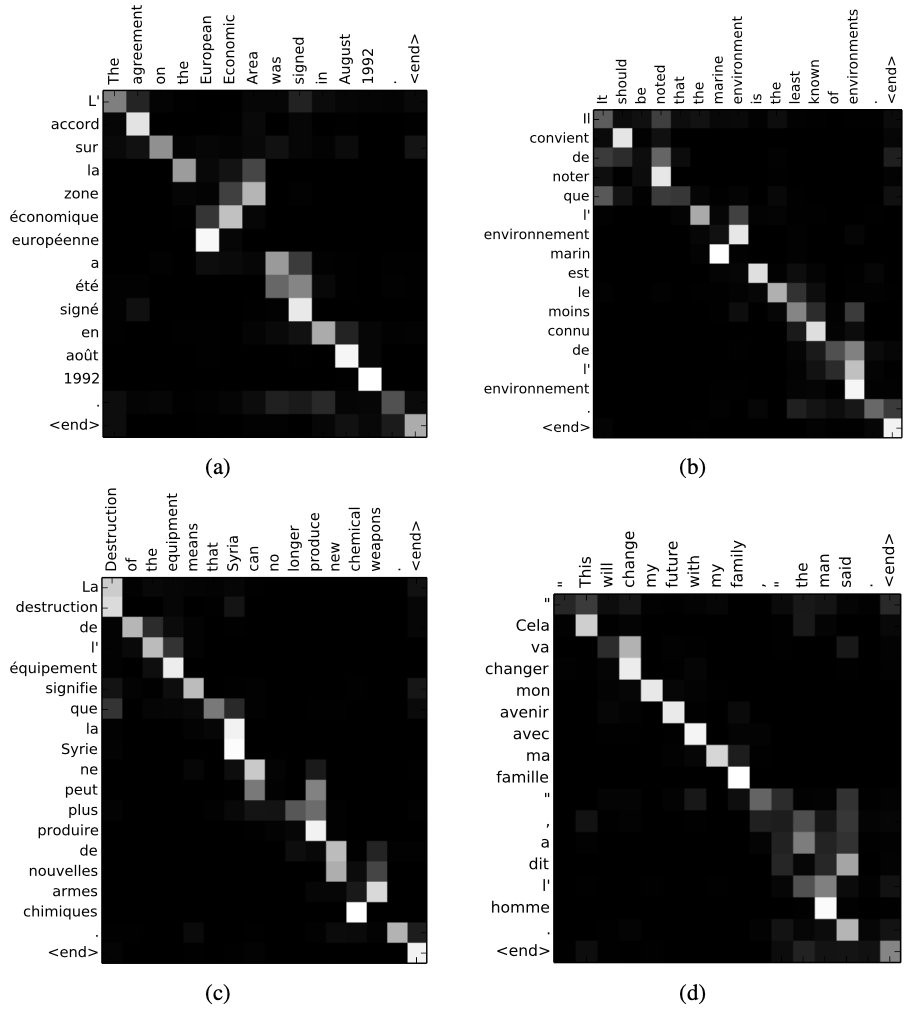 The agreement on the European Economic Area was signed in August 1992 . <end>
L'
accord
sur
la
zone
économique
européenne
a
été
signé
en
août
1992
.
<end>
(a)
It should be noted that the marine environment is the least known of environments . <end>
Il
convient
de
noter
que
l'
environnement
marin
est
le
moins
connu
de
l'
environnement
.
<end>
(b)
Destruction of the equipment means that Syria can no longer produce new chemical weapons . <end>
La
destruction
de
l'
équipement
signifie
que
la
Syrie
ne
peut
plus
produire
de
nouvelles
armes
chimiques
.
<end>
(c)
" This will change my future with my family , " the man said . <end>
"
Cela
va
changer
mon
avenir
avec
ma
famille
"
,
a
dit
l'
homme
.
<end>
(d)